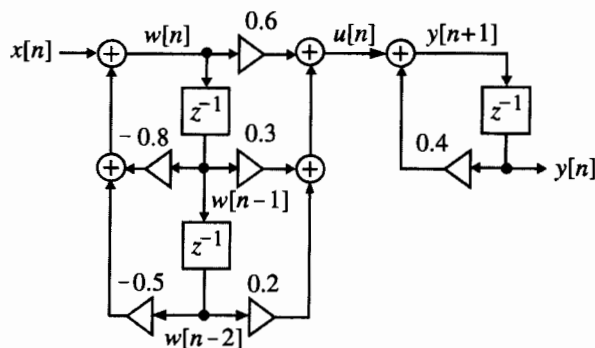 0.6
x[n] w[n] u[n] y[n+1]
z⁻¹ z⁻¹
−0.8 0.3 0.4
w[n−1] y[n]
z⁻¹
−0.5 0.2
w[n−2]